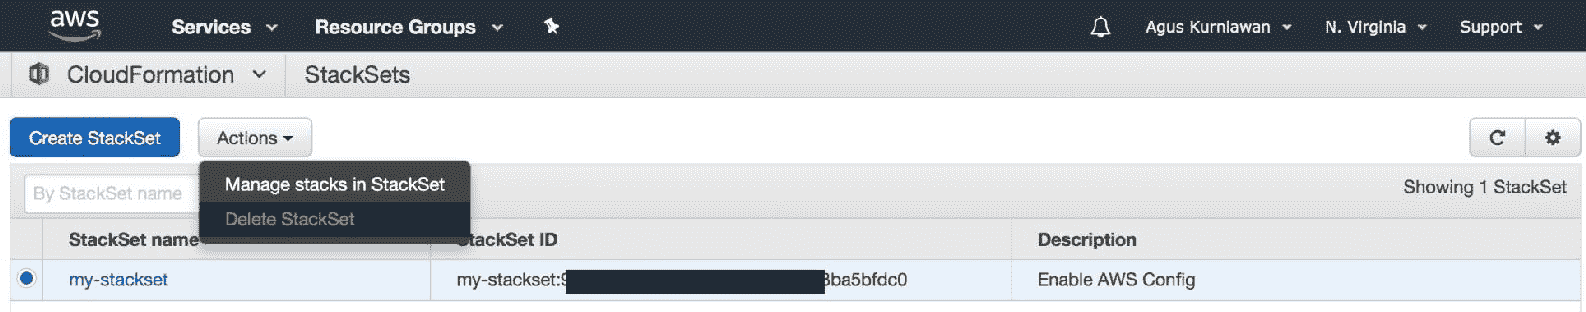 aws Services Resource Groups Agus Kurniawan N. Virginia Support
CloudFormation StackSets
Create StackSet Actions
Manage stacks in StackSet
By StackSet name Showing 1 StackSet
Delete StackSet
StackSet name StackSet ID Description
my-stackset my-stackset:9 3ba5bfdc0 Enable AWS Config